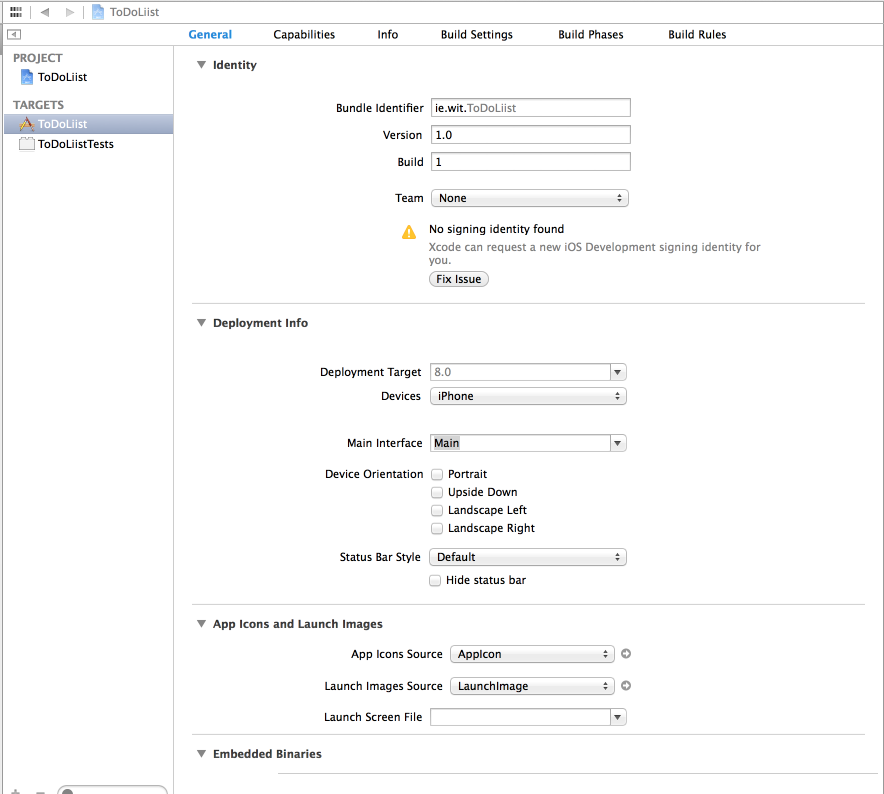 ToDoLiist
General Capabilities Info Build Settings Build Phases Build Rules
PROJECT
ToDoLiist
TARGETS
ToDoLiist
ToDoLiistTests
Identity
Bundle Identifier ie.wit.ToDoLiist
Version 1.0
Build 1
Team None
No signing identity found
Xcode can request a new iOS Development signing identity for
you.
Fix Issue
Deployment Info
Deployment Target 8.0
Devices iPhone
Main Interface Main
Device Orientation Portrait
Upside Down
Landscape Left
Landscape Right
Status Bar Style Default
Hide status bar
App Icons and Launch Images
App Icons Source AppIcon
Launch Images Source LaunchImage
Launch Screen File
Embedded Binaries